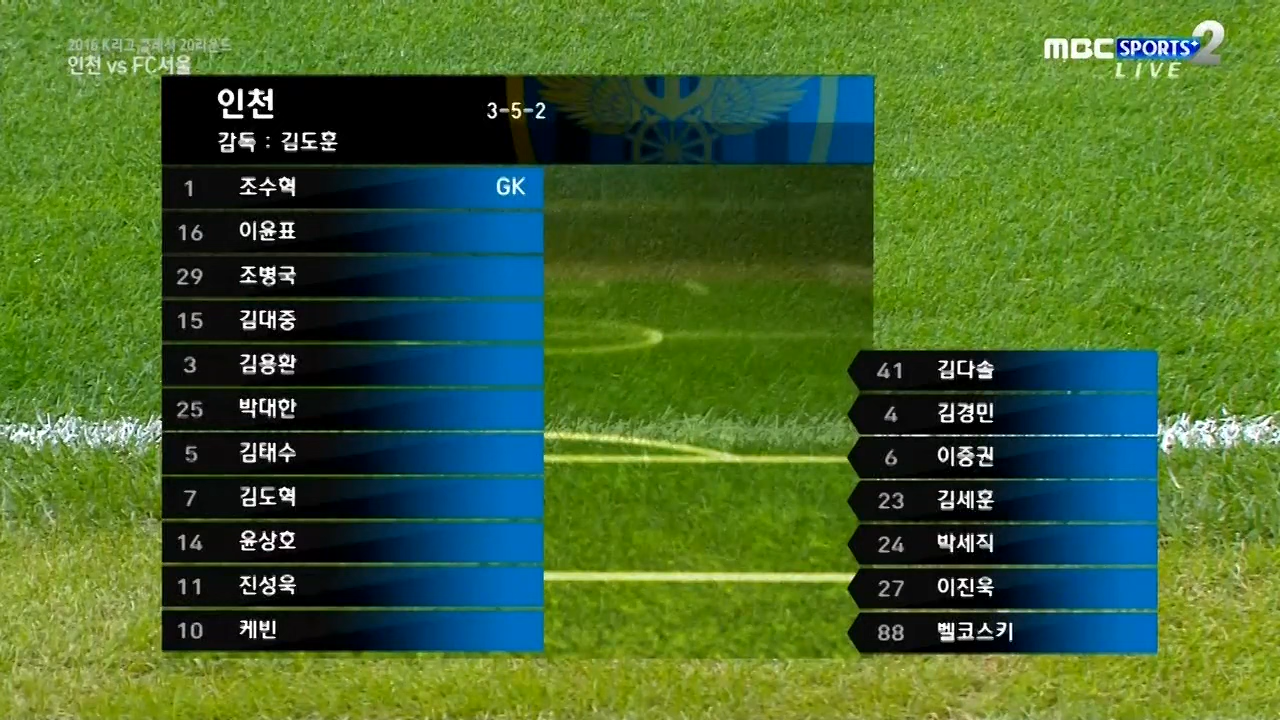 2016 K리그 클래식 20라운드
인천 vs FC서울
MBC SPORTS+ 2
LIVE
인천 3-5-2
감독 : 김도훈
1 조수혁 GK
16 이윤표
29 조병국
15 김대중
3 김용환
25 박대한
5 김태수
7 김도혁
14 윤상호
11 진성욱
10 케빈
41 김다솔
4 김경민
6 이중권
23 김세훈
24 박세직
27 이진욱
88 벨코스키